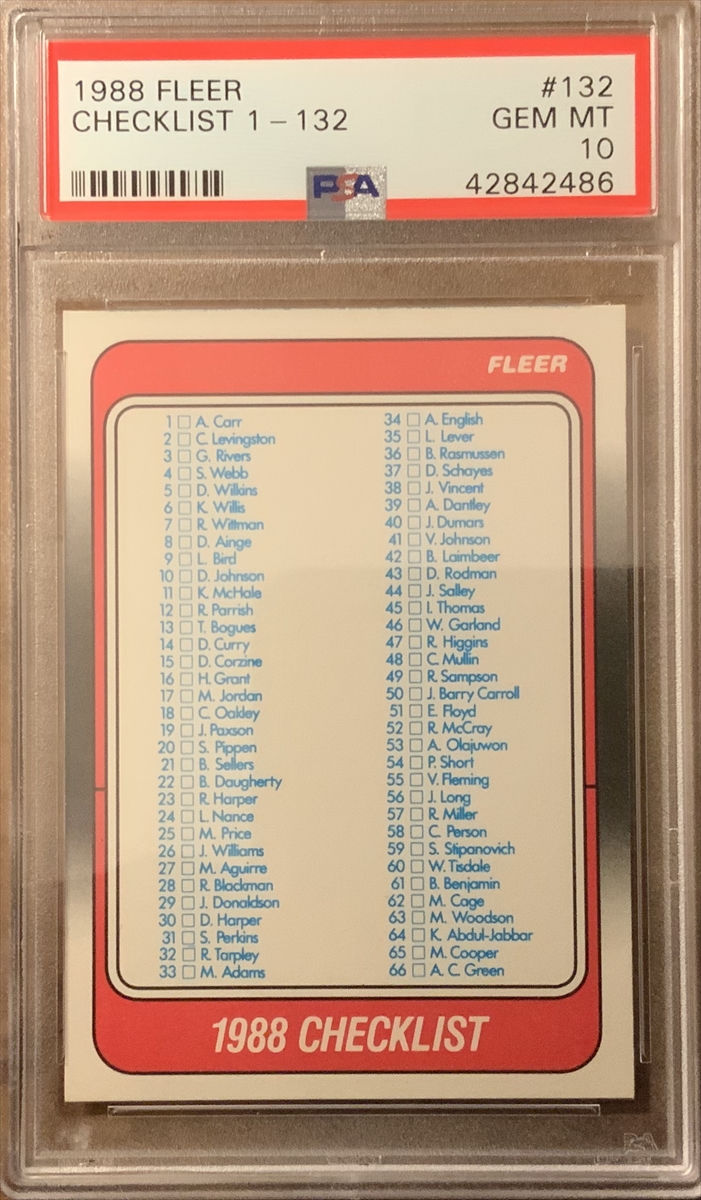 1988 FLEER #132
CHECKLIST 1 – 132 GEM MT
10
PSA 42842486
FLEER
1 A. Carr
2 C. Levingston
3 G. Rivers
4 S. Webb
5 D. Wilkins
6 K. Willis
7 R. Wittman
8 D. Ainge
9 L. Bird
10 D. Johnson
11 K. McHale
12 R. Parrish
13 T. Bogues
14 D. Curry
15 D. Corzine
16 H. Grant
17 M. Jordan
18 C. Oakley
19 J. Paxson
20 S. Pippen
21 B. Sellers
22 B. Daugherty
23 R. Harper
24 L. Nance
25 M. Price
26 J. Williams
27 M. Aguirre
28 R. Blackman
29 J. Donaldson
30 D. Harper
31 S. Perkins
32 R. Tarpley
33 M. Adams
34 A. English
35 L. Lever
36 B. Rasmussen
37 D. Schayes
38 J. Vincent
39 A. Dantley
40 J. Dumars
41 V. Johnson
42 B. Laimbeer
43 D. Rodman
44 J. Salley
45 I. Thomas
46 W. Garland
47 R. Higgins
48 C. Mullin
49 R. Sampson
50 J. Barry Carroll
51 E. Floyd
52 R. McCray
53 A. Olajuwon
54 P. Short
55 V. Fleming
56 J. Long
57 R. Miller
58 C. Person
59 S. Stipanovich
60 W. Tisdale
61 B. Benjamin
62 M. Cage
63 M. Woodson
64 K. Abdul-Jabbar
65 M. Cooper
66 A. C. Green
1988 CHECKLIST